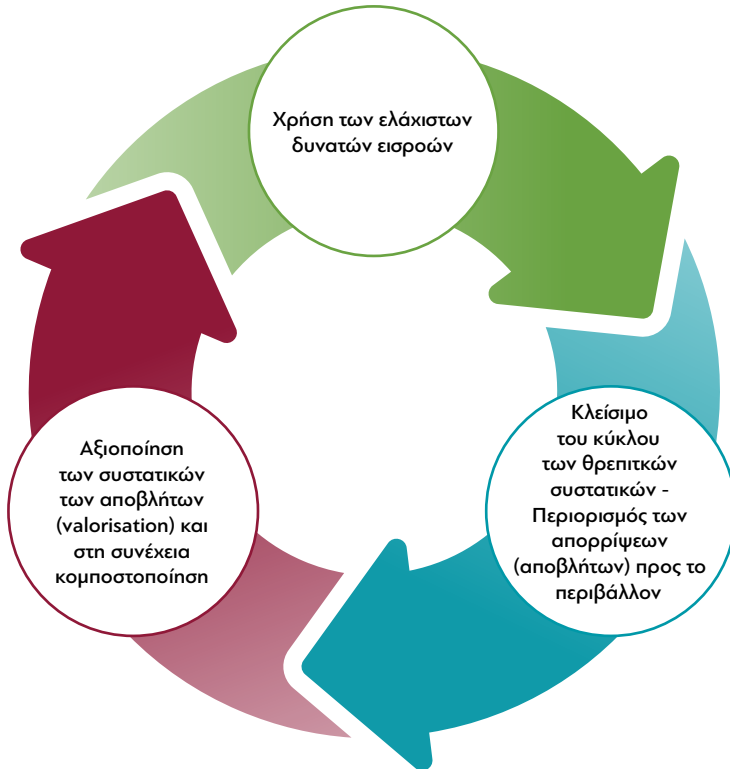 Χρήση των ελάχιστων
δυνατών εισροών
Κλείσιμο
του κύκλου
των θρεπιτκών
συστατικών -
Περιορισμός των
απορρίψεων
(αποβλήτων) προς το
περιβάλλον
Αξιοποίηση
των συστατικών
των αποβλήτων
(valorisation) και
στη συνέχεια
κομποστοποίηση